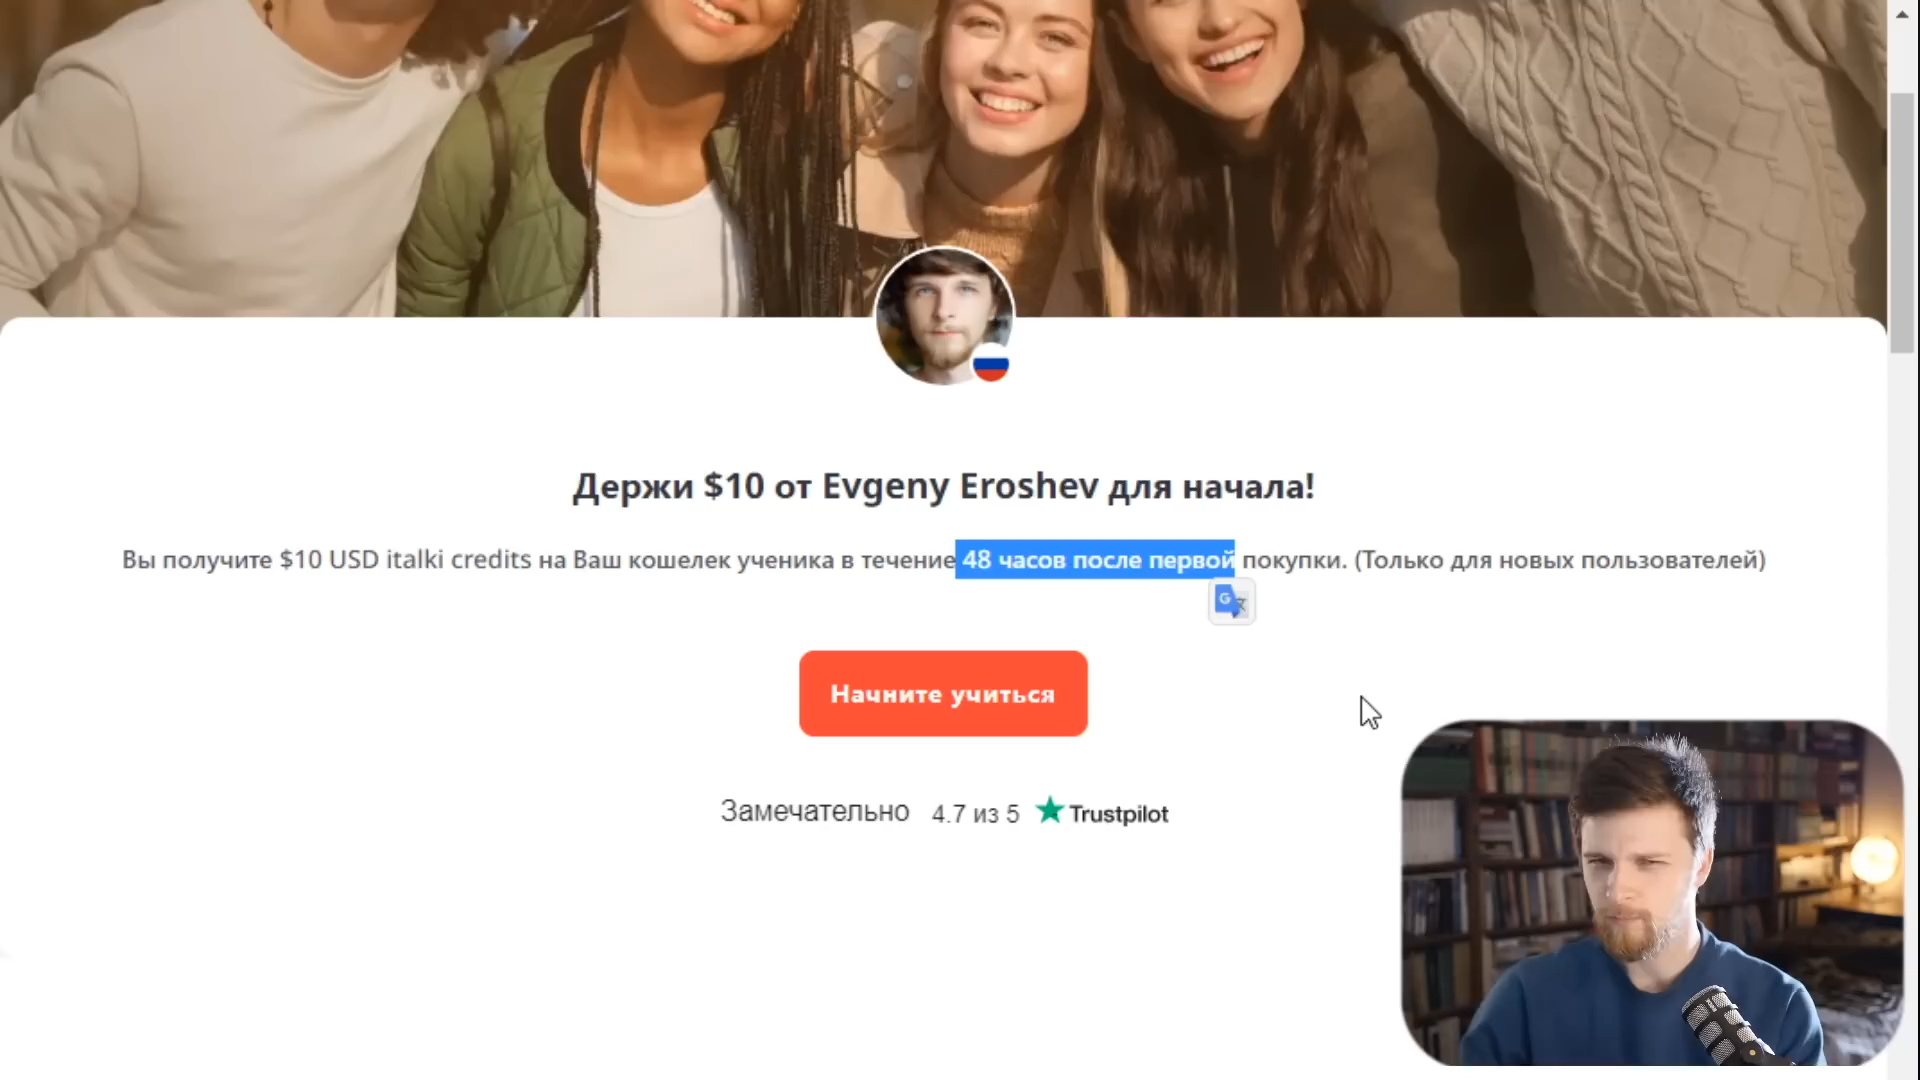 Держи $10 от Evgeny Eroshev для начала!
Вы получите $10 USD italki credits на Ваш кошелек ученика в течение 48 часов после первой покупки. (Только для новых пользователей)
G
Начните учиться
Замечательно 4.7 из 5 Trustpilot